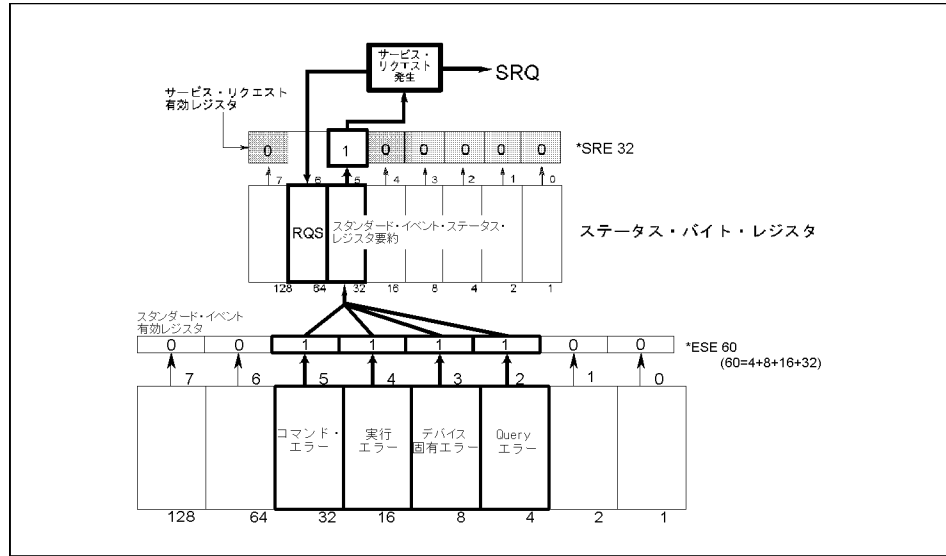 サービス・
リクエスト
発生
SRQ
サービス・リクエスト
有効レジスタ
0 1 0 0 0 0 0
*SRE 32
7 6 5 4 3 2 1 0
RQS
スタンダード・イベント・ステータス・
レジスタ要約
ステータス・バイト・レジスタ
128 64 32 16 8 4 2 1
スタンダード・イベント
有効レジスタ
0 0 1 1 1 1 0 0
*ESE 60
(60=4+8+16+32)
7 6 5 4 3 2 1 0
コマンド・
エラー
実行
エラー
デバイス
固有エラー
Query
エラー
128 64 32 16 8 4 2 1